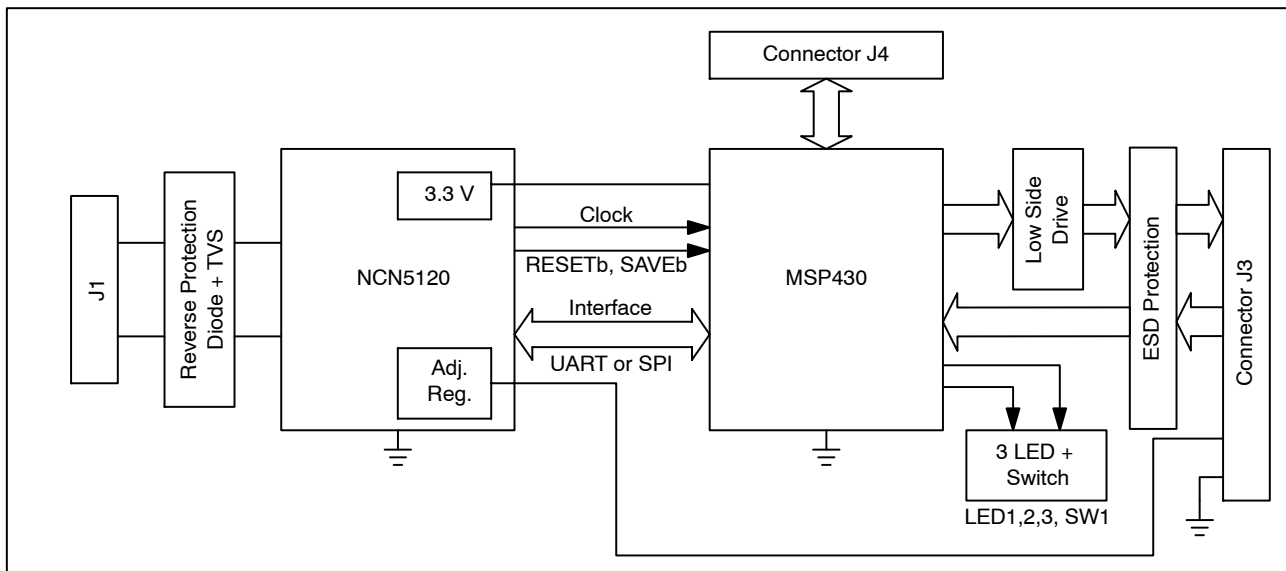 Connector J4
J1
Reverse Protection
Diode + TVS
3.3 V
NCN5120
Adj.
Reg.
Clock
RESETb, SAVEb
Interface
UART or SPI
MSP430
Low Side
Drive
ESD Protection
Connector J3
3 LED +
Switch
LED1,2,3, SW1